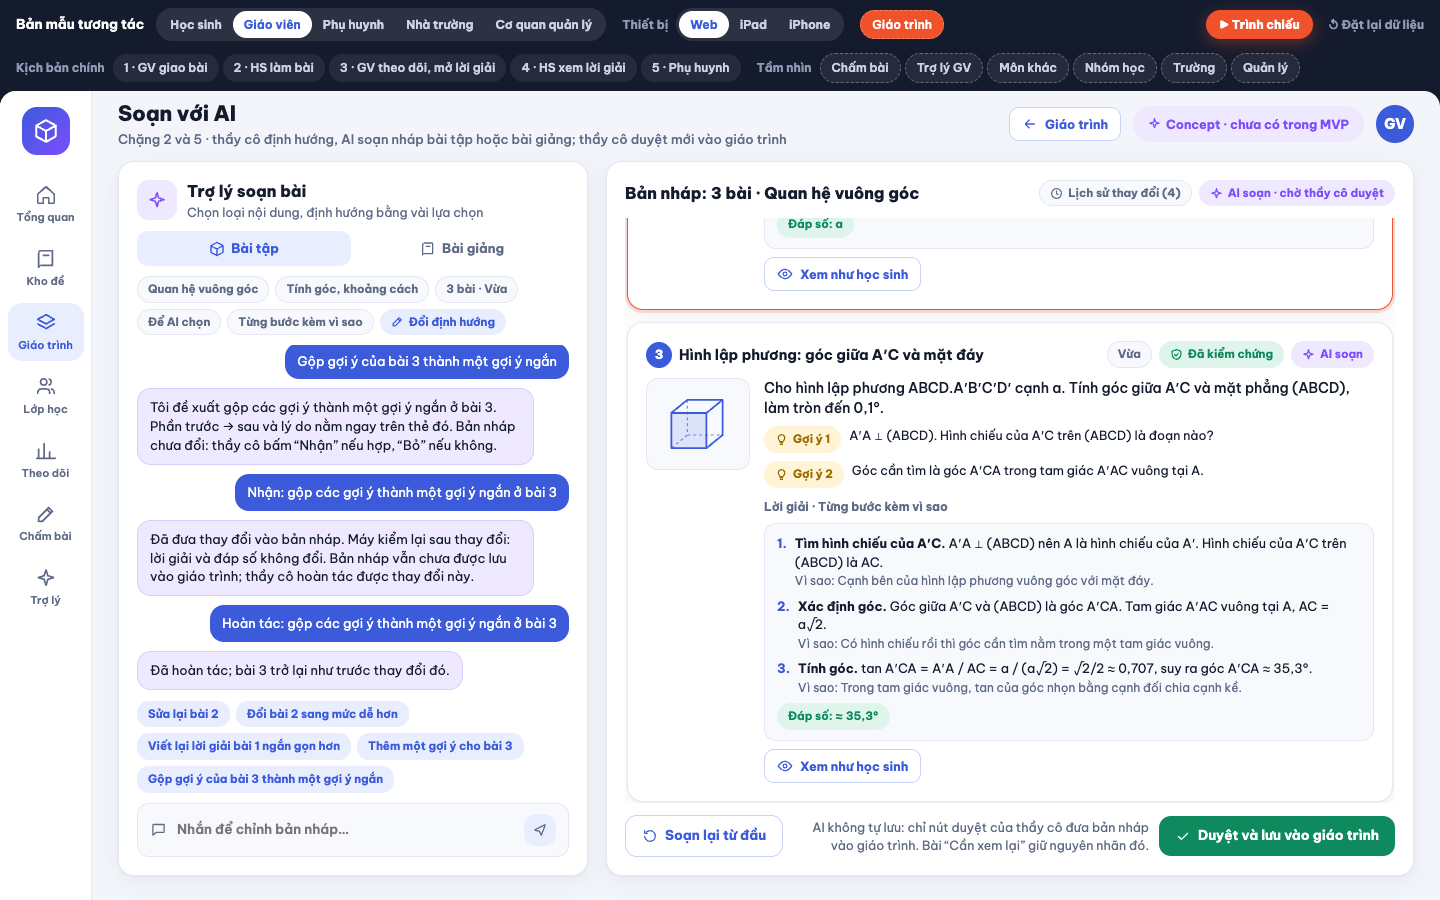 Bản mẫu tương tác
Học sinh
Giáo viên
Phụ huynh
Nhà trường
Cơ quan quản lý
Thiết bị
Web
iPad
iPhone
Giáo trình
Trình chiếu
Đặt lại dữ liệu
Kịch bản chính
1 · GV giao bài
2 · HS làm bài
3 · GV theo dõi, mở lời giải
4 · HS xem lời giải
5 · Phụ huynh
Tầm nhìn
Chấm bài
Trợ lý GV
Môn khác
Nhóm học
Trường
Quản lý
Tổng quan
Kho đề
Giáo trình
Lớp học
Theo dõi
Chấm bài
Trợ lý
Soạn với AI
Chặng 2 và 5 · thầy cô định hướng, AI soạn nháp bài tập hoặc bài giảng; thầy cô duyệt mới vào giáo trình
← Giáo trình
Concept · chưa có trong MVP
GV
Trợ lý soạn bài
Chọn loại nội dung, định hướng bằng vài lựa chọn
Bài tập
Bài giảng
Quan hệ vuông góc
Tính góc, khoảng cách
3 bài · Vừa
Để AI chọn
Từng bước kèm vì sao
Đổi định hướng
Gộp gợi ý của bài 3 thành một gợi ý ngắn
Tôi đề xuất gộp các gợi ý thành một gợi ý ngắn ở bài 3.
Phần trước → sau và lý do nằm ngay trên thẻ đó. Bản nháp
chưa đổi: thầy cô bấm “Nhận” nếu hợp, “Bỏ” nếu không.
Nhận: gộp các gợi ý thành một gợi ý ngắn ở bài 3
Đã đưa thay đổi vào bản nháp. Máy kiểm lại sau thay đổi:
lời giải và đáp số không đổi. Bản nháp vẫn chưa được lưu
vào giáo trình; thầy cô hoàn tác được thay đổi này.
Hoàn tác: gộp các gợi ý thành một gợi ý ngắn ở bài 3
Đã hoàn tác; bài 3 trở lại như trước thay đổi đó.
Sửa lại bài 2
Đổi bài 2 sang mức dễ hơn
Viết lại lời giải bài 1 ngắn gọn hơn
Thêm một gợi ý cho bài 3
Gộp gợi ý của bài 3 thành một gợi ý ngắn
Nhắn để chỉnh bản nháp...
Bản nháp: 3 bài · Quan hệ vuông góc
Lịch sử thay đổi (4)
AI soạn · chờ thầy cô duyệt
Đáp số: a
Xem như học sinh
3
Hình lập phương: góc giữa A′C và mặt đáy
Vừa
Đã kiểm chứng
AI soạn
Cho hình lập phương ABCD.A′B′C′D′ cạnh a. Tính góc giữa A′C và mặt phẳng (ABCD),
làm tròn đến 0,1°.
Gợi ý 1
A′A ⊥ (ABCD). Hình chiếu của A′C trên (ABCD) là đoạn nào?
Gợi ý 2
Góc cần tìm là góc A′CA trong tam giác A′AC vuông tại A.
Lời giải · Từng bước kèm vì sao
1. Tìm hình chiếu của A′C. A′A ⊥ (ABCD) nên A là hình chiếu của A′. Hình chiếu của A′C trên
(ABCD) là AC.
Vì sao: Cạnh bên của hình lập phương vuông góc với mặt đáy.
2. Xác định góc. Góc giữa A′C và (ABCD) là góc A′CA. Tam giác A′AC vuông tại A, AC =
a√2.
Vì sao: Có hình chiếu rồi thì góc cần tìm nằm trong một tam giác vuông.
3. Tính góc. tan A′CA = A′A / AC = a / (a√2) = √2/2 ≈ 0,707, suy ra góc A′CA ≈ 35,3°.
Vì sao: Trong tam giác vuông, tan của góc nhọn bằng cạnh đối chia cạnh kề.
Đáp số: ≈ 35,3°
Xem như học sinh
Soạn lại từ đầu
AI không tự lưu: chỉ nút duyệt của thầy cô đưa bản nháp
vào giáo trình. Bài “Cần xem lại” giữ nguyên nhãn đó.
Duyệt và lưu vào giáo trình